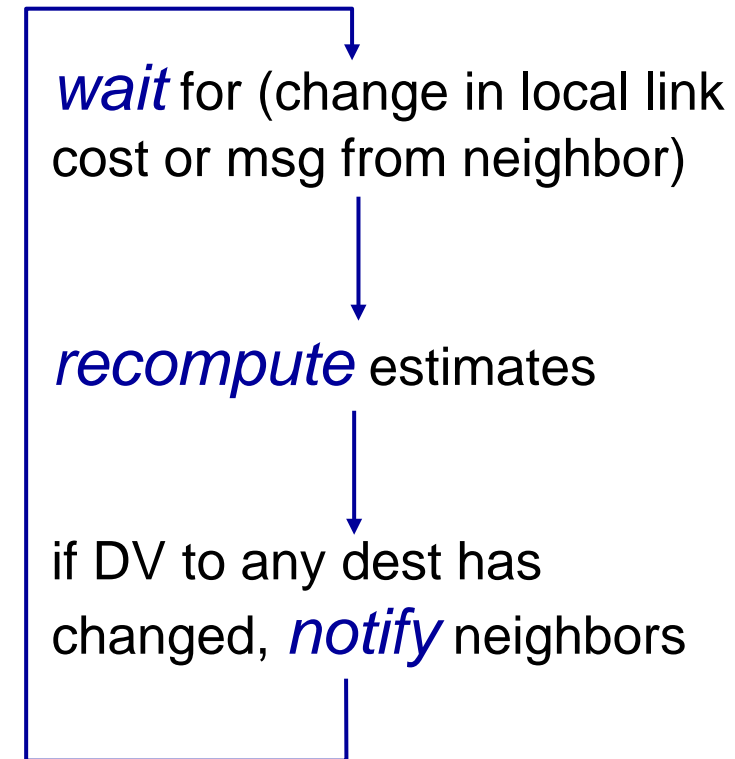 wait for (change in local link
cost or msg from neighbor)
recompute estimates
if DV to any dest has
changed, notify neighbors